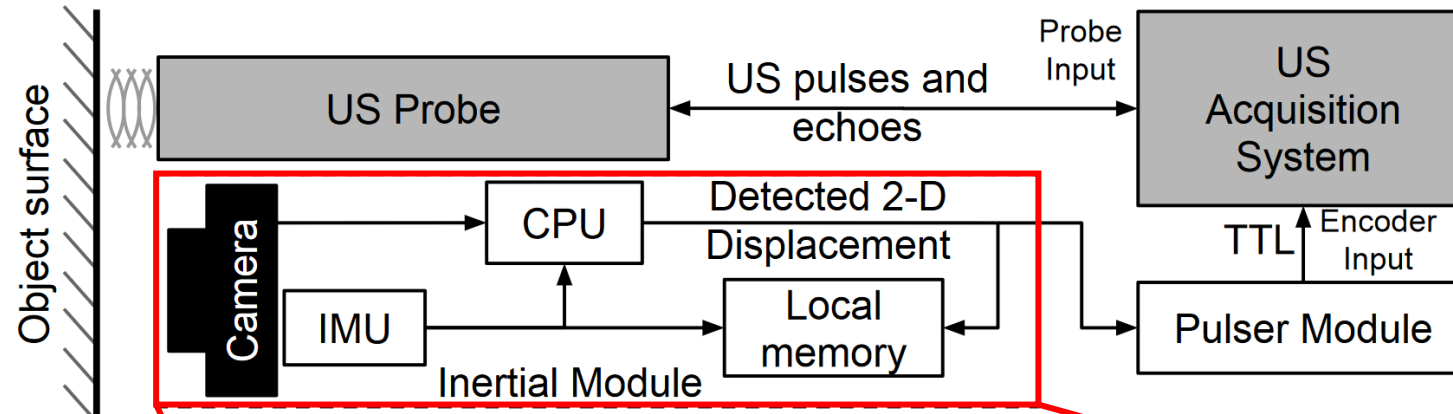 Object surface
US Probe
US pulses and
echoes
Probe
Input
US
Acquisition
System
Camera
CPU
IMU
Detected 2-D
Displacement
Local
memory
Inertial Module
TTL
Encoder
Input
Pulser Module